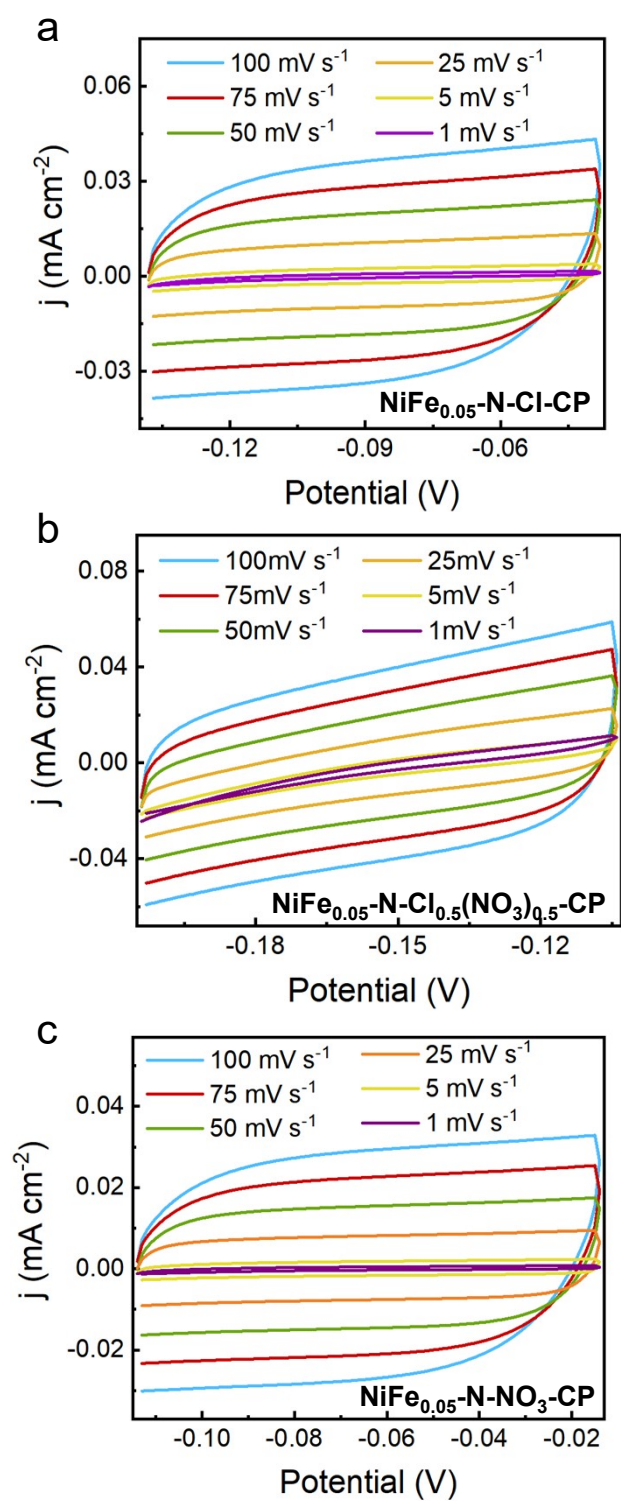 a
j (mA cm⁻²)
0.06
0.03
0.00
-0.03
100 mV s⁻¹ 25 mV s⁻¹
75 mV s⁻¹ 5 mV s⁻¹
50 mV s⁻¹ 1 mV s⁻¹
NiFe₀.₀₅-N-Cl-CP
-0.12 -0.09 -0.06
Potential (V)
b
j (mA cm⁻²)
0.08
0.04
0.00
-0.04
100mV s⁻¹ 25mV s⁻¹
75mV s⁻¹ 5mV s⁻¹
50mV s⁻¹ 1mV s⁻¹
NiFe₀.₀₅-N-Cl₀.₅(NO₃)₀.₅-CP
-0.18 -0.15 -0.12
Potential (V)
c
j (mA cm⁻²)
0.04
0.02
0.00
-0.02
100 mV s⁻¹ 25 mV s⁻¹
75 mV s⁻¹ 5 mV s⁻¹
50 mV s⁻¹ 1 mV s⁻¹
NiFe₀.₀₅-N-NO₃-CP
-0.10 -0.08 -0.06 -0.04 -0.02
Potential (V)